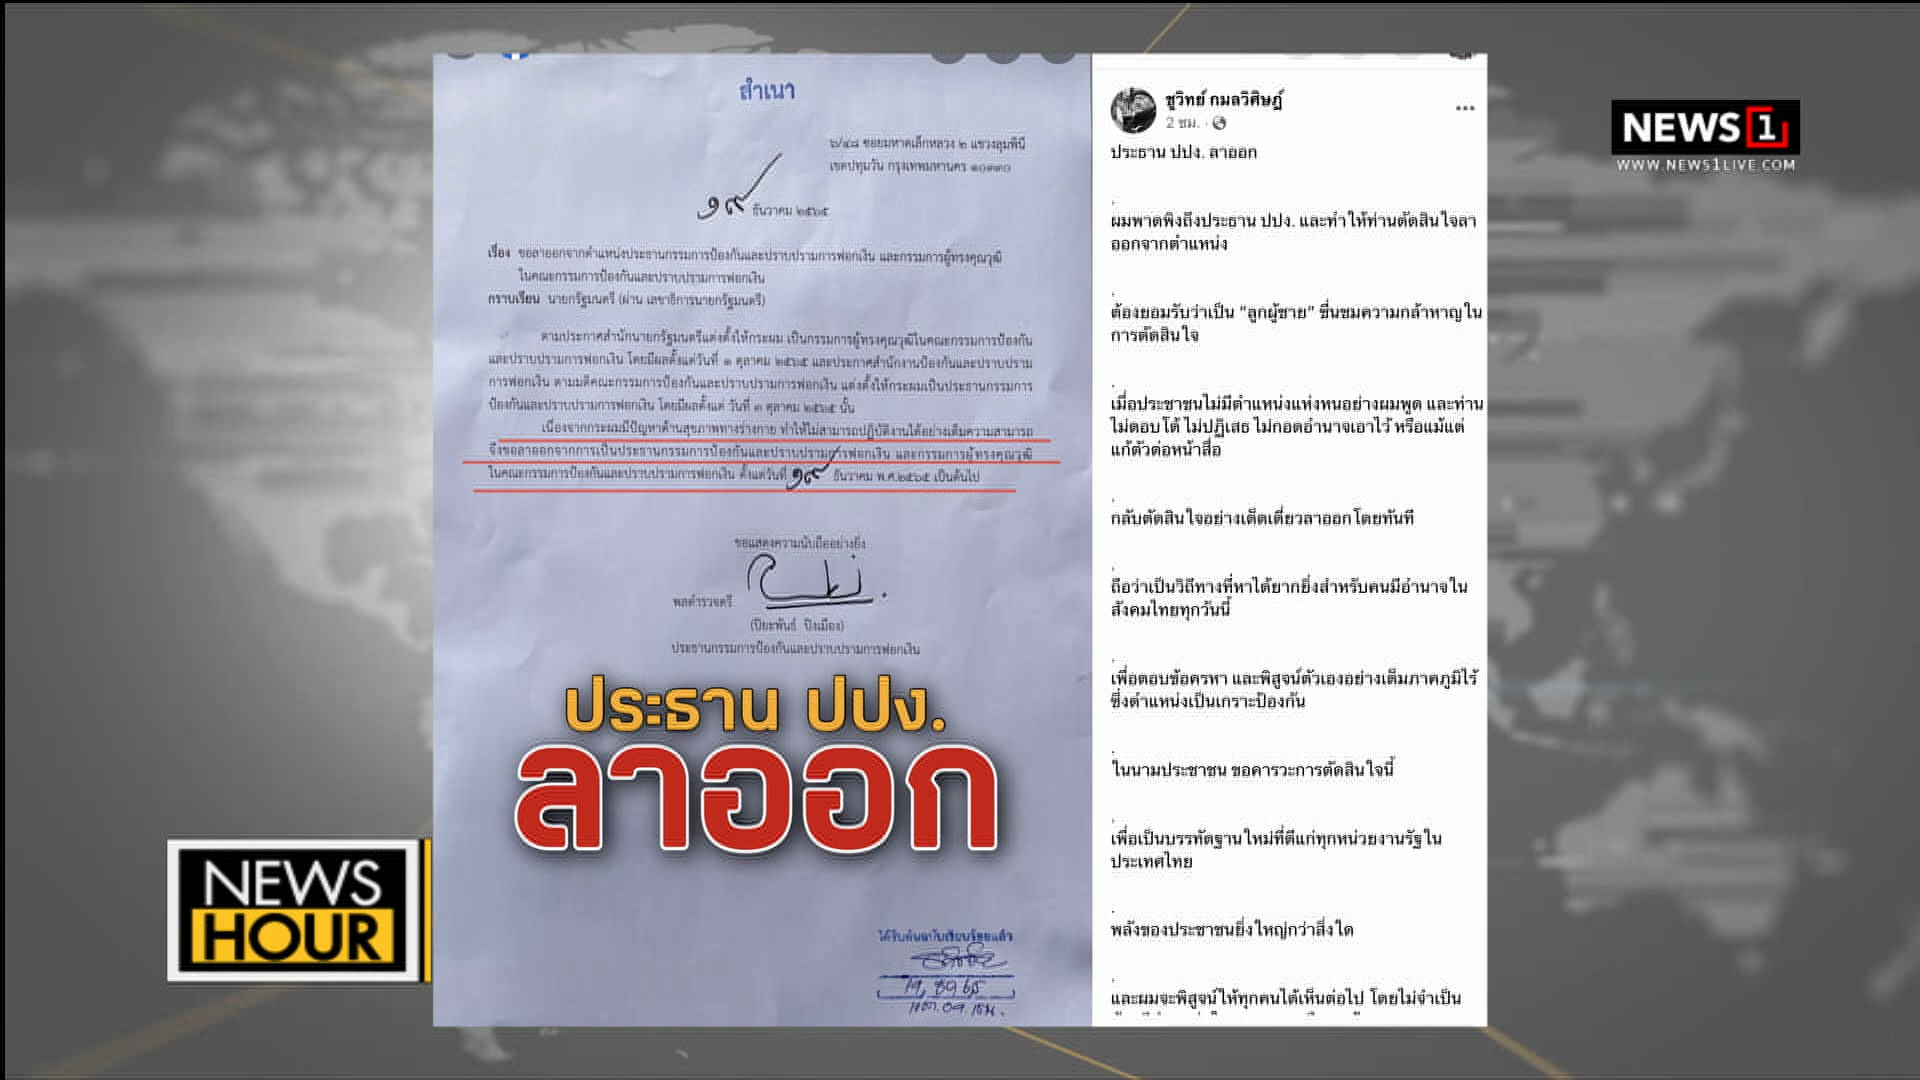 สำเนา
๖/๔๘ ซอยมหาดเล็กหลวง ๒ แขวงลุมพินี
เขตปทุมวัน กรุงเทพมหานคร ๑๐๓๓๐
๑๙ ธันวาคม ๒๕๖๕
เรื่อง ขอลาออกจากตำแหน่งประธานกรรมการป้องกันและปราบปรามการฟอกเงิน และกรรมการผู้ทรงคุณวุฒิ
ในคณะกรรมการป้องกันและปราบปรามการฟอกเงิน
กราบเรียน นายกรัฐมนตรี (ผ่าน เลขาธิการนายกรัฐมนตรี)
ตามประกาศสำนักนายกรัฐมนตรีแต่งตั้งให้กระผม เป็นกรรมการผู้ทรงคุณวุฒิในคณะกรรมการป้องกัน
และปราบปรามการฟอกเงิน โดยมีผลตั้งแต่วันที่ ๑ ตุลาคม ๒๕๖๕ และประกาศสำนักงานป้องกันและปราบปราม
การฟอกเงิน ตามมติคณะกรรมการป้องกันและปราบปรามการฟอกเงิน แต่งตั้งให้กระผมเป็นประธานกรรมการ
ป้องกันและปราบปรามการฟอกเงิน โดยมีผลตั้งแต่ วันที่ ๓ ตุลาคม ๒๕๖๕ นั้น
เนื่องจากกระผมมีปัญหาด้านสุขภาพทางร่างกาย ทำให้ไม่สามารถปฏิบัติงานได้อย่างเต็มความสามารถ
จึงขอลาออกจากการเป็นประธานกรรมการป้องกันและปราบปรามการฟอกเงิน และกรรมการผู้ทรงคุณวุฒิ
ในคณะกรรมการป้องกันและปราบปรามการฟอกเงิน ตั้งแต่วันที่ ๑๙ ธันวาคม พ.ศ.๒๕๖๕ เป็นต้นไป
ขอแสดงความนับถืออย่างยิ่ง
พลตำรวจตรี
(ปิยะพันธ์ ปิงเมือง)
ประธานกรรมการป้องกันและปราบปรามการฟอกเงิน
ประธาน ปปง.
ลาออก
ได้รับต้นฉบับเรียบร้อยแล้ว
NEWS
HOUR
ชูวิทย์ กมลวิศิษฎ์
2 ชม.
ประธาน ปปง. ลาออก
.
ผมพาดพิงถึงประธาน ปปง. และทำให้ท่านตัดสินใจลา
ออกจากตำแหน่ง
.
ต้องยอมรับว่าเป็น "ลูกผู้ชาย" ชื่นชมความกล้าหาญใน
การตัดสินใจ
.
เมื่อประชาชนไม่มีตำแหน่งแห่งหนอย่างผมพูด และท่าน
ไม่ตอบโต้ ไม่ปฏิเสธ ไม่กอดอำนาจเอาไว้ หรือแม้แต่
แก้ตัวต่อหน้าสื่อ
.
กลับตัดสินใจอย่างเด็ดเดี่ยวลาออกโดยทันที
.
ถือว่าเป็นวิถีทางที่หาได้ยากยิ่งสำหรับคนมีอำนาจใน
สังคมไทยทุกวันนี้
.
เพื่อตอบข้อครหา และพิสูจน์ตัวเองอย่างเต็มภาคภูมิไร้
ซึ่งตำแหน่งเป็นเกราะป้องกัน
.
ในนามประชาชน ขอคารวะการตัดสินใจนี้
.
เพื่อเป็นบรรทัดฐานใหม่ที่ดีแก่ทุกหน่วยงานรัฐใน
ประเทศไทย
.
พลังของประชาชนยิ่งใหญ่กว่าสิ่งใด
.
และผมจะพิสูจน์ให้ทุกคนได้เห็นต่อไป โดยไม่จำเป็น
NEWS 1
WWW.NEWS1LIVE.COM